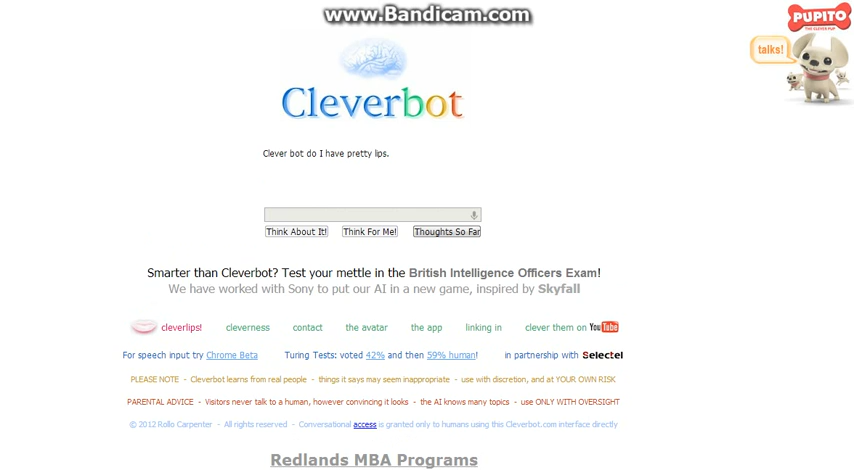 www.Bandicam.com
PUPITO
THE CLEVER PUP
talks!
Cleverbot
Clever bot do I have pretty lips.
Think About It! Think For Me! Thoughts So Far
Smarter than Cleverbot? Test your mettle in the British Intelligence Officers Exam!
We have worked with Sony to put our AI in a new game, inspired by Skyfall
cleverlips! cleverness contact the avatar the app linking in clever them on YouTube
For speech input try Chrome Beta Turing Tests: voted 42% and then 59% human! in partnership with Selectel
PLEASE NOTE - Cleverbot learns from real people - things it says may seem inappropriate - use with discretion, and at YOUR OWN RISK
PARENTAL ADVICE - Visitors never talk to a human, however convincing it looks - the AI knows many topics - use ONLY WITH OVERSIGHT
© 2012 Rollo Carpenter - All rights reserved - Conversational access is granted only to humans using this Cleverbot.com interface directly
Redlands MBA Programs